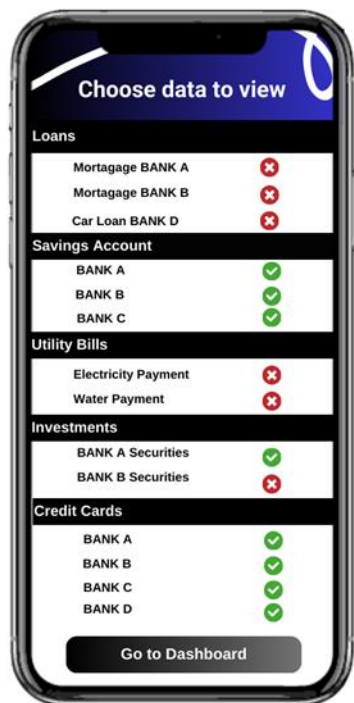 Choose data to view
Loans
Mortagage BANK A
Mortagage BANK B
Car Loan BANK D
Savings Account
BANK A
BANK B
BANK C
Utility Bills
Electricity Payment
Water Payment
Investments
BANK A Securities
BANK B Securities
Credit Cards
BANK A
BANK B
BANK C
BANK D
Go to Dashboard